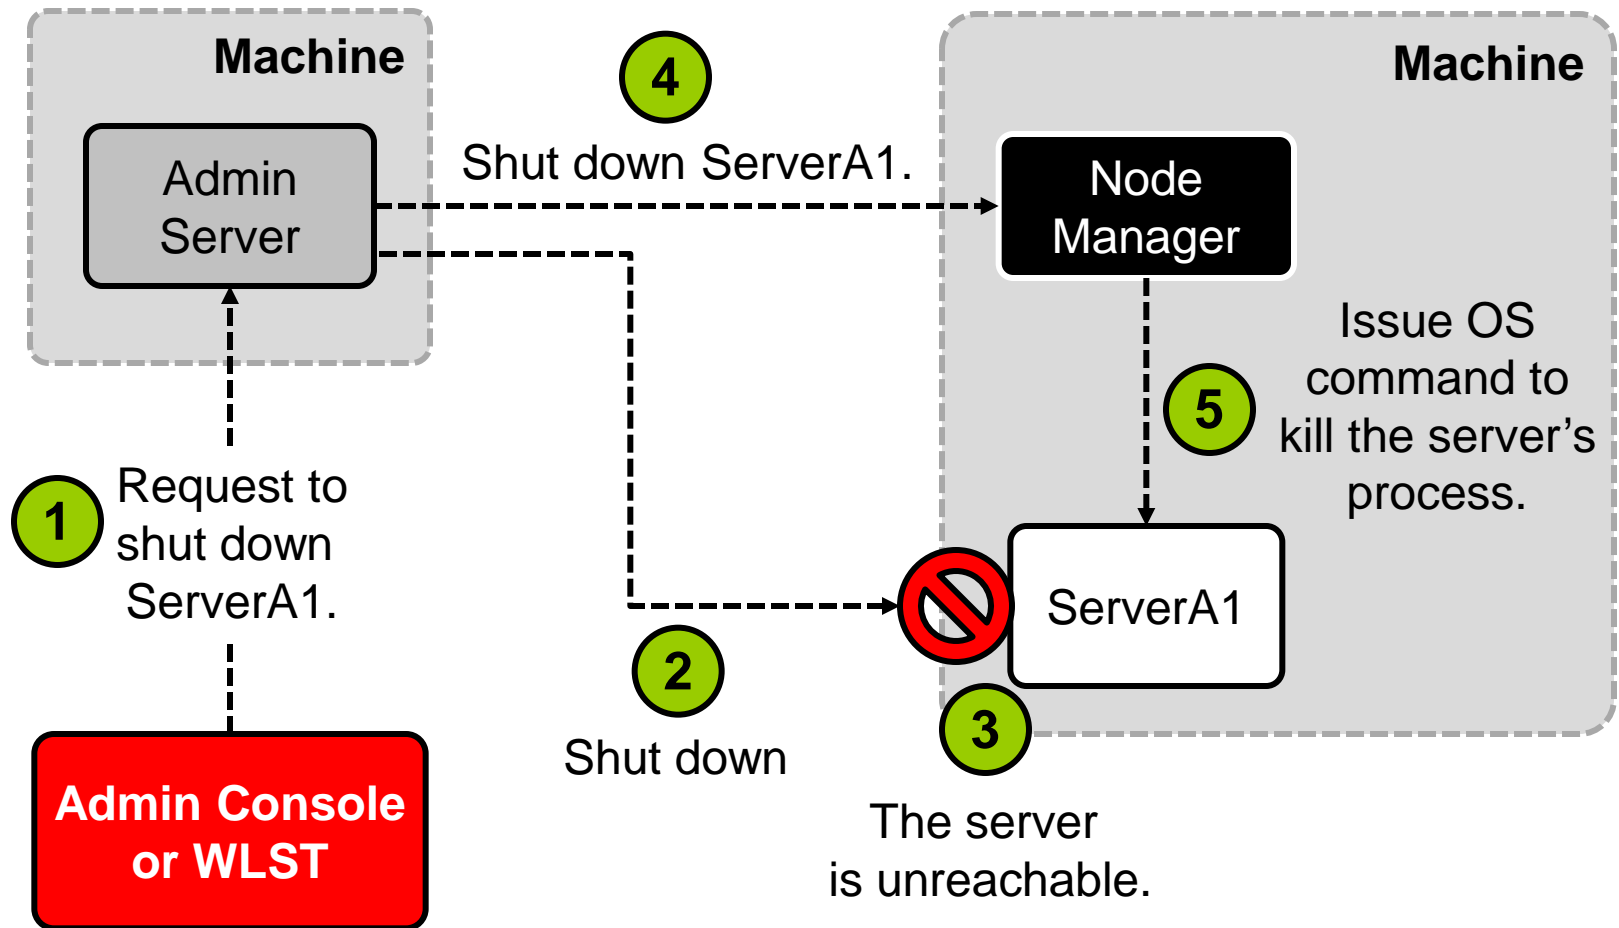 Machine
Admin
Server
4
Shut down ServerA1.
Machine
Node
Manager
Issue OS
command to
kill the server’s
process.
5
1
Request to
shut down
ServerA1.
2
Shut down
ServerA1
3
The server
is unreachable.
Admin Console
or WLST